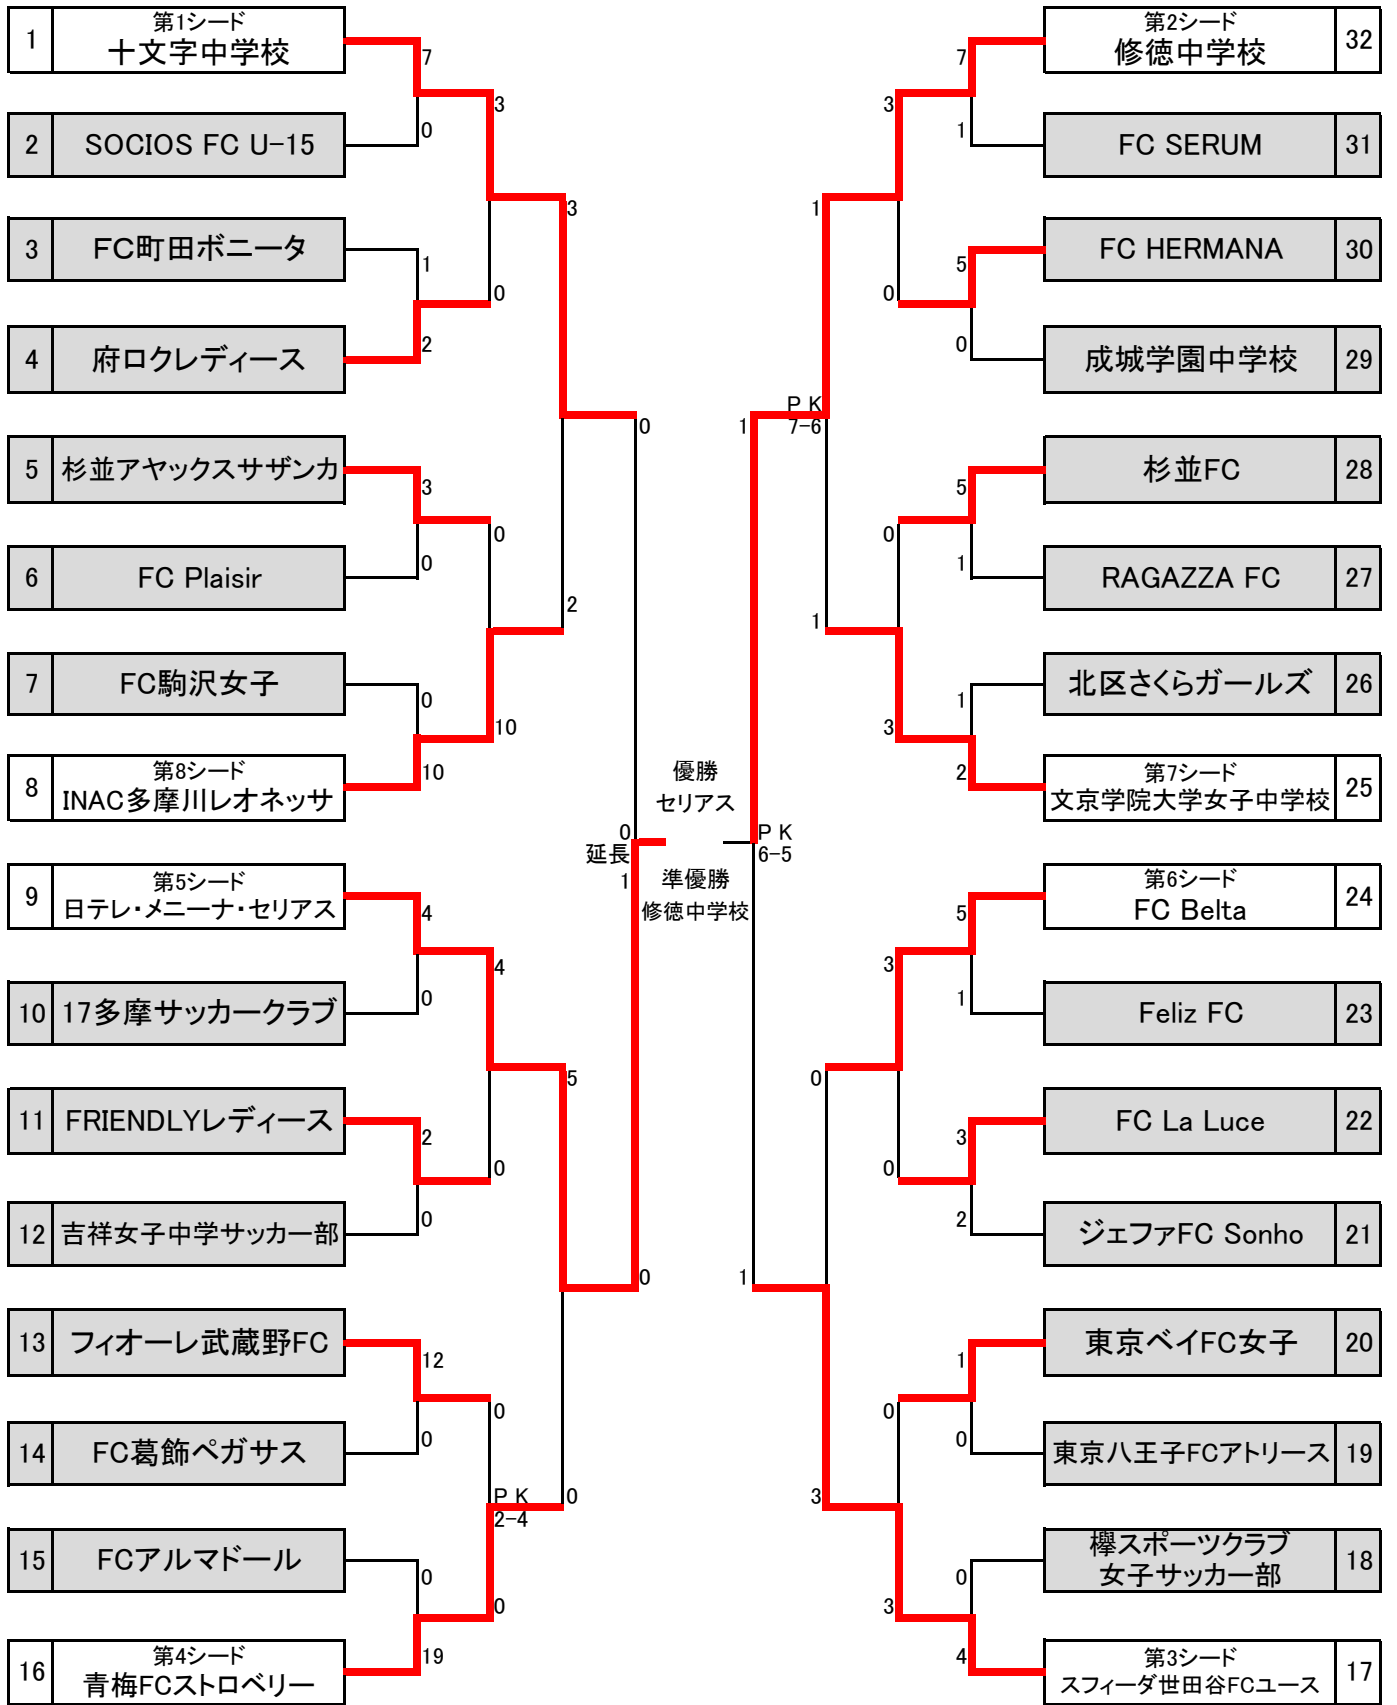 1
第1シード
十文字中学校
2
SOCIOS FC U-15
3
FC町田ボニータ
4
府ロクレディース
5
杉並アヤックスサザンカ
6
FC Plaisir
7
FC駒沢女子
8
第8シード
INAC多摩川レオネッサ
9
第5シード
日テレ・メニーナ・セリアス
10
17多摩サッカークラブ
11
FRIENDLYレディース
12
吉祥女子中学サッカー部
13
フィオーレ武蔵野FC
14
FC葛飾ペガサス
15
FCアルマドール
16
第4シード
青梅FCストロベリー
7
0
1
2
3
0
0
10
4
0
2
0
12
0
0
19
3
0
0
10
4
0
0
P K
2-4
0
3
2
5
0
0
0
0
延長
1
優勝
セリアス
準優勝
修徳中学校
P K
6-5
1
1
P K
7-6
1
1
0
3
3
0
0
3
3
0
0
3
7
1
5
0
5
1
1
2
5
1
3
2
1
0
0
4
第2シード
修徳中学校
32
FC SERUM
31
FC HERMANA
30
成城学園中学校
29
杉並FC
28
RAGAZZA FC
27
北区さくらガールズ
26
第7シード
文京学院大学女子中学校
25
第6シード
FC Belta
24
Feliz FC
23
FC La Luce
22
ジェファFC Sonho
21
東京ベイFC女子
20
東京八王子FCアトリース
19
欅スポーツクラブ
女子サッカー部
18
第3シード
スフィーダ世田谷FCユース
17